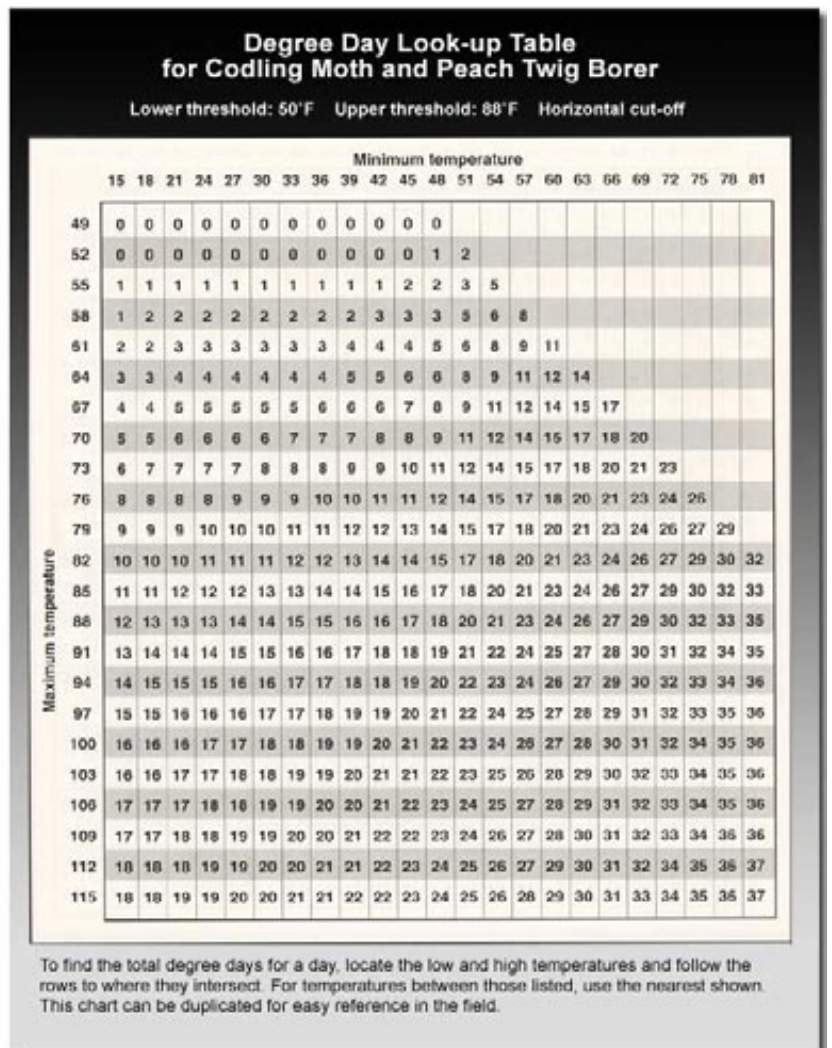 Degree Day Look-up Table
for Codling Moth and Peach Twig Borer
Lower threshold: 50°F Upper threshold: 88°F Horizontal cut-off
Minimum temperature
15 18 21 24 27 30 33 36 39 42 45 48 51 54 57 60 63 66 69 72 75 78 81
Maximum temperature
49 0 0 0 0 0 0 0 0 0 0 0 0
52 0 0 0 0 0 0 0 0 0 0 0 1 2
55 1 1 1 1 1 1 1 1 1 1 2 2 3 5
58 1 2 2 2 2 2 2 2 2 3 3 3 5 6 8
61 2 2 3 3 3 3 3 3 4 4 4 5 6 8 9 11
64 3 3 4 4 4 4 4 4 5 5 6 6 8 9 11 12 14
67 4 4 5 5 5 5 5 6 6 6 7 8 9 11 12 14 15 17
70 5 5 6 6 6 6 7 7 7 8 8 9 11 12 14 15 17 18 20
73 6 7 7 7 7 8 8 8 9 9 10 11 12 14 15 17 18 20 21 23
76 8 8 8 8 9 9 9 10 10 11 11 12 14 15 17 18 20 21 23 24 26
79 9 9 9 10 10 10 11 11 12 12 13 14 15 17 18 20 21 23 24 26 27 29
82 10 10 10 11 11 11 12 12 13 14 14 15 17 18 20 21 23 24 26 27 29 30 32
85 11 11 12 12 12 13 13 14 14 15 16 17 18 20 21 23 24 26 27 29 30 32 33
88 12 13 13 13 14 14 15 15 16 16 17 18 20 21 23 24 26 27 29 30 32 33 35
91 13 14 14 14 15 15 16 16 17 18 18 19 21 22 24 25 27 28 30 31 32 34 35
94 14 15 15 15 16 16 17 17 18 18 19 20 22 23 24 26 27 29 30 32 33 34 36
97 15 15 16 16 16 17 17 18 19 19 20 21 22 24 25 27 28 29 31 32 33 35 36
100 16 16 16 17 17 18 18 19 19 20 21 22 23 24 26 27 28 30 31 32 34 35 36
103 16 16 17 17 18 18 19 19 20 21 21 22 23 25 26 28 29 30 32 33 34 35 36
106 17 17 17 18 18 19 19 20 20 21 22 23 24 25 27 28 29 31 32 33 34 35 36
109 17 17 18 18 19 19 20 20 21 22 22 23 24 26 27 28 30 31 32 33 34 36 36
112 18 18 18 19 19 20 20 21 21 22 23 24 25 26 27 29 30 31 32 34 35 36 37
115 18 18 19 19 20 20 21 21 22 22 23 24 25 26 28 29 30 31 33 34 35 36 37
To find the total degree days for a day, locate the low and high temperatures and follow the
rows to where they intersect. For temperatures between those listed, use the nearest shown.
This chart can be duplicated for easy reference in the field.